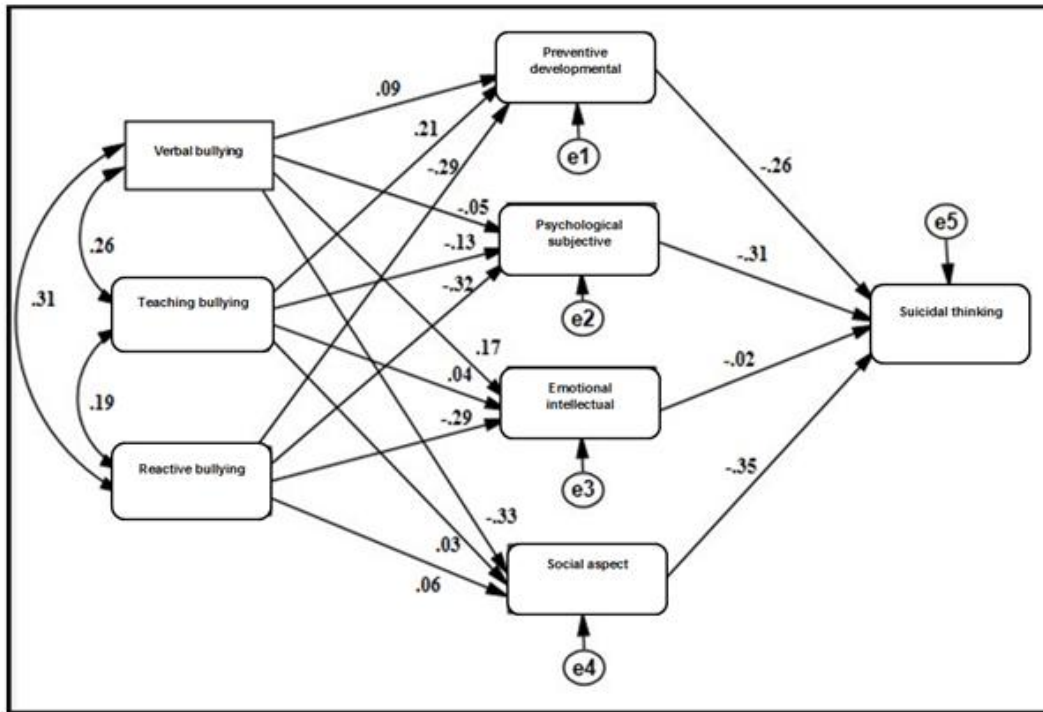 Preventive
developmental
.09
e1
.21
Verbal bullying
-.29
-.26
-.05
Psychological
subjective
e5
.26
-.13
-.31
.31
Teaching bullying
-.32
e2
Suicidal thinking
.17
-.02
.04
Emotional
intellectual
.19
-.29
Reactive bullying
e3
-.35
-.33
.03
Social aspect
.06
e4